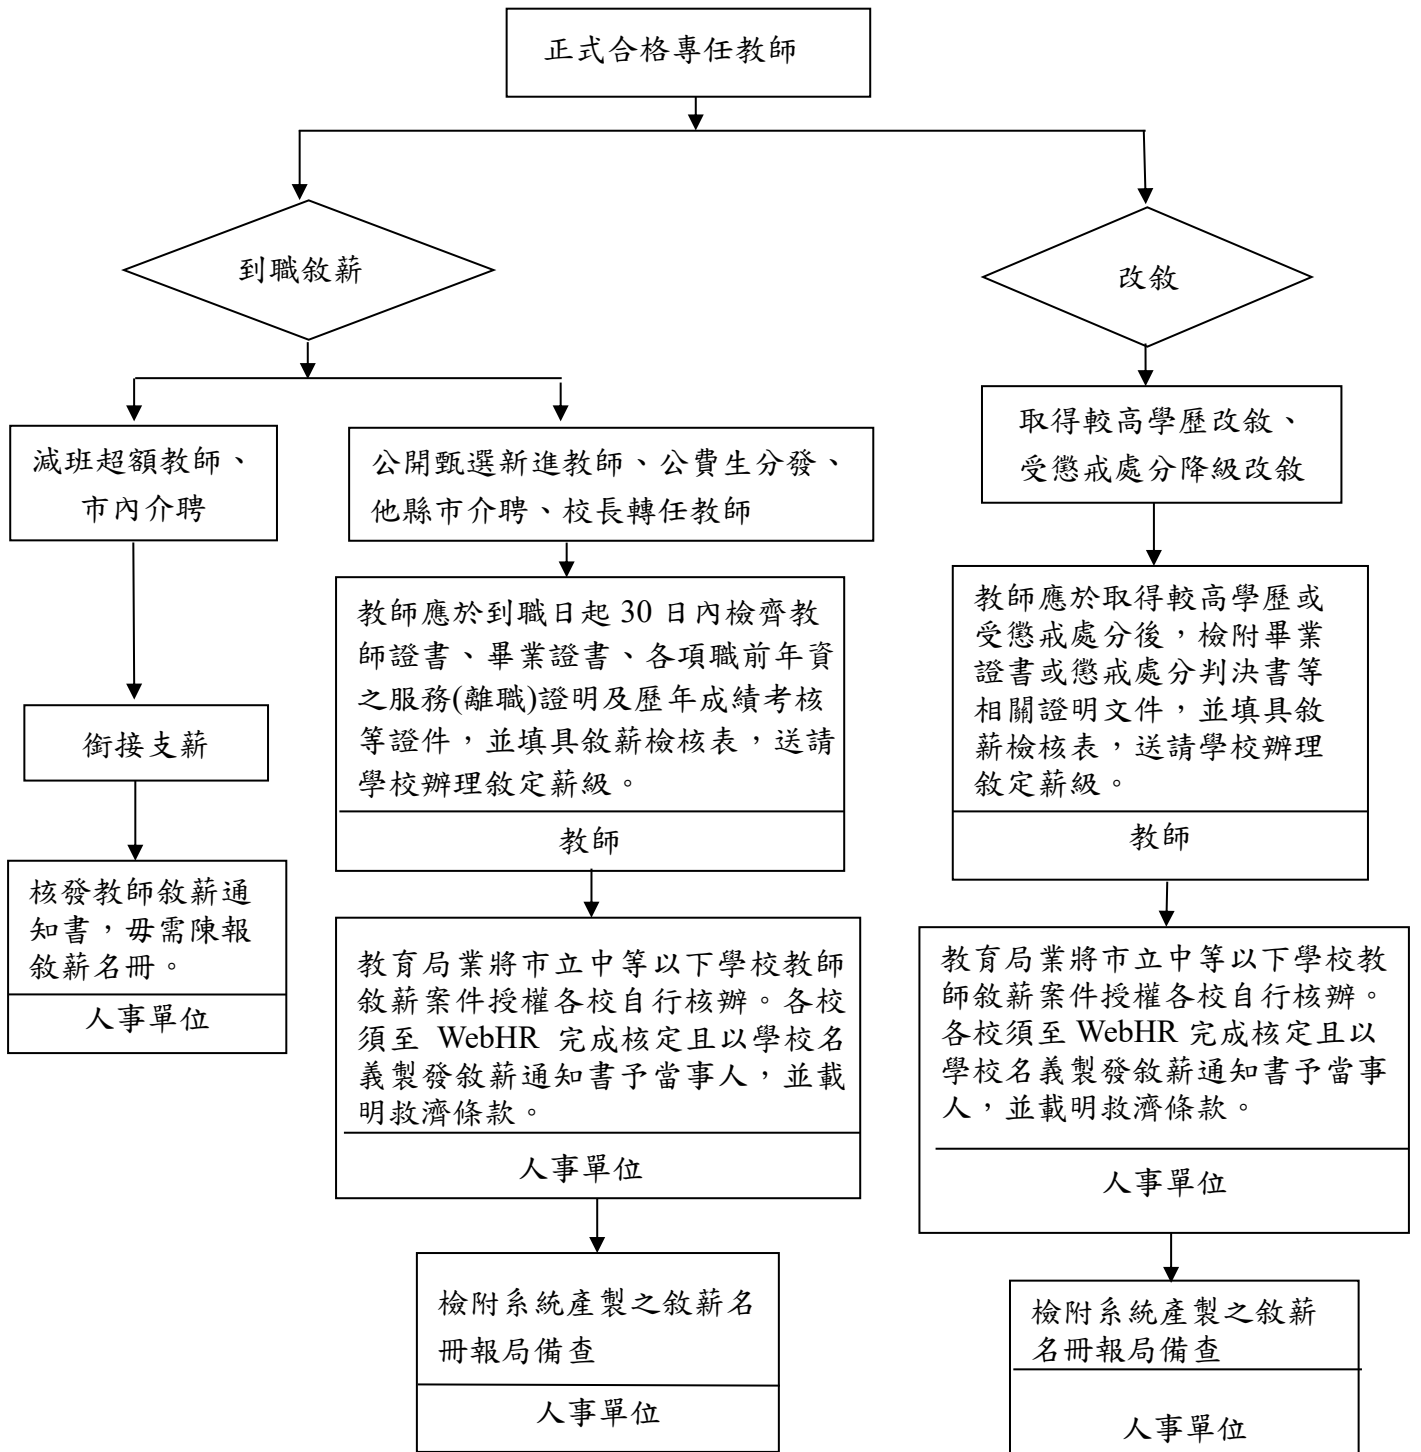 正式合格專任教師
到職敘薪
改敘
減班超額教師、
市內介聘
銜接支薪
核發教師敘薪通
知書，毋需陳報
敘薪名冊。
人事單位
公開甄選新進教師、公費生分發、
他縣市介聘、校長轉任教師
教師應於到職日起 30 日內檢齊教
師證書、畢業證書、各項職前年資
之服務(離職)證明及歷年成績考核
等證件，並填具敘薪檢核表，送請
學校辦理敘定薪級。
教師
教育局業將市立中等以下學校教師
敘薪案件授權各校自行核辦。各校
須至 WebHR 完成核定且以學校名
義製發敘薪通知書予當事人，並載
明救濟條款。
人事單位
檢附系統產製之敘薪名
冊報局備查
人事單位
取得較高學歷改敘、
受懲戒處分降級改敘
教師應於取得較高學歷或
受懲戒處分後，檢附畢業
證書或懲戒處分判決書等
相關證明文件，並填具敘
薪檢核表，送請學校辦理
敘定薪級。
教師
教育局業將市立中等以下學校教
師敘薪案件授權各校自行核辦。
各校須至 WebHR 完成核定且以
學校名義製發敘薪通知書予當事
人，並載明救濟條款。
人事單位
檢附系統產製之敘薪
名冊報局備查
人事單位